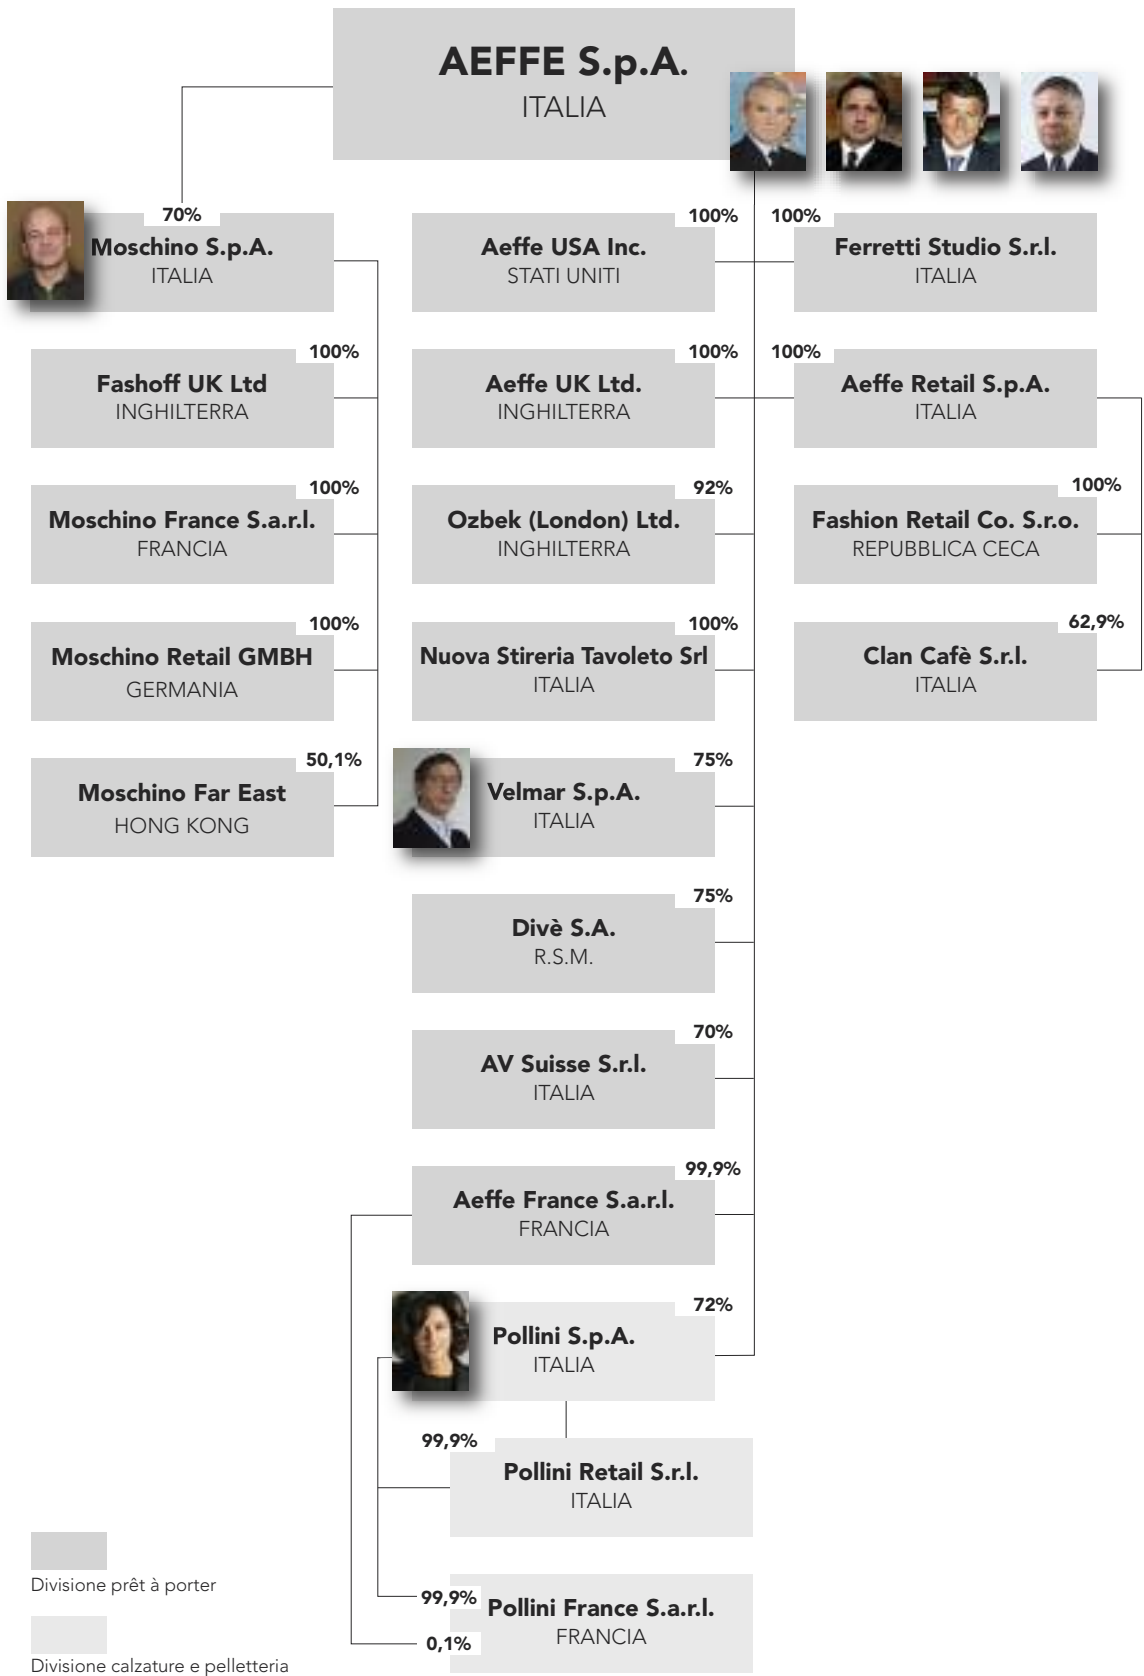 AEFFE S.p.A.
ITALIA
70%
Moschino S.p.A.
ITALIA
100%
Fashoff UK Ltd
INGHILTERRA
100%
Moschino France S.a.r.l.
FRANCIA
100%
Moschino Retail GMBH
GERMANIA
50,1%
Moschino Far East
HONG KONG
100%
Aeffe USA Inc.
STATI UNITI
100%
Aeffe UK Ltd.
INGHILTERRA
92%
Ozbek (London) Ltd.
INGHILTERRA
100%
Nuova Stireria Tavoleto Srl
ITALIA
75%
Velmar S.p.A.
ITALIA
75%
Divè S.A.
R.S.M.
70%
AV Suisse S.r.l.
ITALIA
99,9%
Aeffe France S.a.r.l.
FRANCIA
72%
Pollini S.p.A.
ITALIA
99,9%
Pollini Retail S.r.l.
ITALIA
99,9%
Pollini France S.a.r.l.
0,1%
FRANCIA
100%
Ferretti Studio S.r.l.
ITALIA
100%
Aeffe Retail S.p.A.
ITALIA
100%
Fashion Retail Co. S.r.o.
REPUBBLICA CECA
62,9%
Clan Cafè S.r.l.
ITALIA
Divisione prêt à porter
Divisione calzature e pelletteria